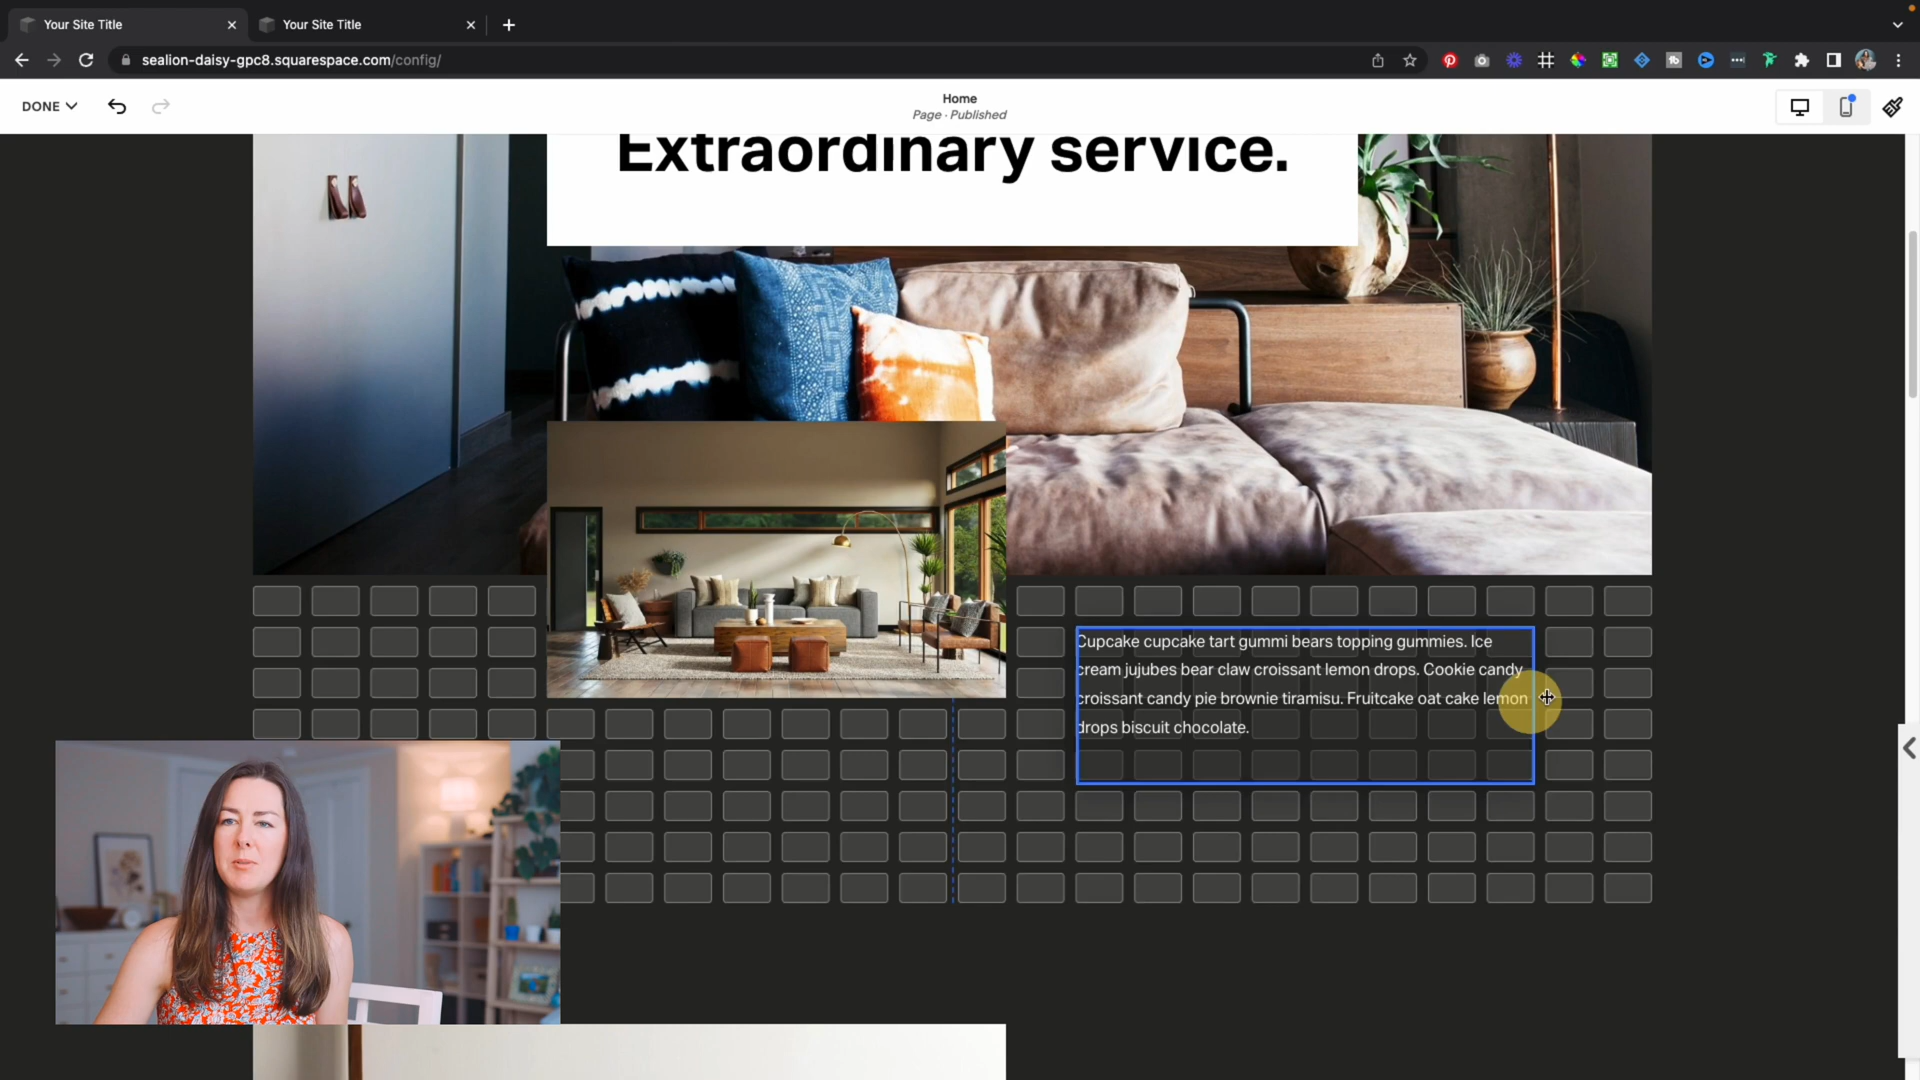 Your Site Title
Your Site Title
sealion-daisy-gpc8.squarespace.com/config/
DONE
Home
Page · Published
Extraordinary service.
Cupcake cupcake tart gummi bears topping gummies. Ice
cream jujubes bear claw croissant lemon drops. Cookie candy
croissant candy pie brownie tiramisu. Fruitcake oat cake lemon
drops biscuit chocolate.